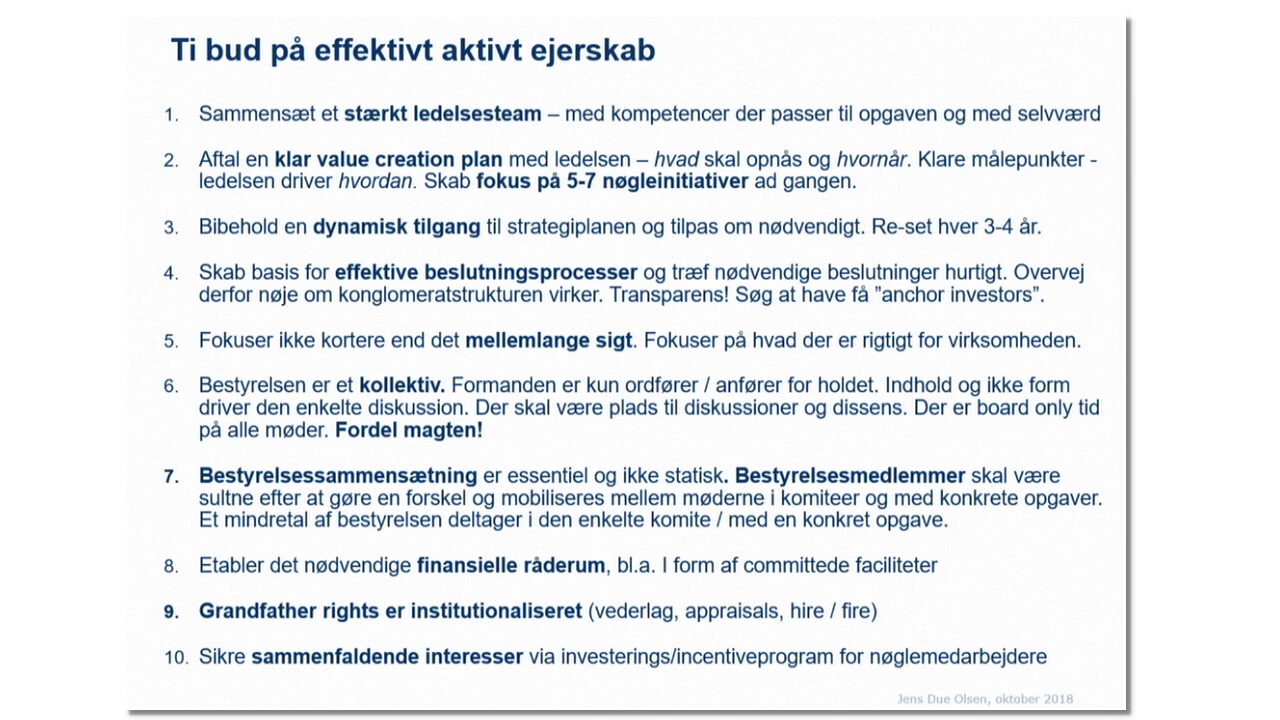 Ti bud på effektivt aktivt ejerskab
1. Sammensæt et stærkt ledelsesteam – med kompetencer der passer til opgaven og med selvværd
2. Aftal en klar value creation plan med ledelsen – hvad skal opnås og hvornår. Klare målepunkter -
ledelsen driver hvordan. Skab fokus på 5-7 nøgleinitiativer ad gangen.
3. Bibehold en dynamisk tilgang til strategiplanen og tilpas om nødvendigt. Re-set hver 3-4 år.
4. Skab basis for effektive beslutningsprocesser og træf nødvendige beslutninger hurtigt. Overvej
derfor nøje om konglomeratstrukturen virker. Transparens! Søg at have få ”anchor investors”.
5. Fokuser ikke kortere end det mellemlange sigt. Fokuser på hvad der er rigtigt for virksomheden.
6. Bestyrelsen er et kollektiv. Formanden er kun ordfører / anfører for holdet. Indhold og ikke form
driver den enkelte diskussion. Der skal være plads til diskussioner og dissens. Der er board only tid
på alle møder. Fordel magten!
7. Bestyrelsessammensætning er essentiel og ikke statisk. Bestyrelsesmedlemmer skal være
sultne efter at gøre en forskel og mobiliseres mellem møderne i komiteer og med konkrete opgaver.
Et mindretal af bestyrelsen deltager i den enkelte komite / med en konkret opgave.
8. Etabler det nødvendige finansielle råderum, bl.a. I form af committede faciliteter
9. Grandfather rights er institutionaliseret (vederlag, appraisals, hire / fire)
10. Sikre sammenfaldende interesser via investerings/incentiveprogram for nøglemedarbejdere
Jens Due Olsen, oktober 2018